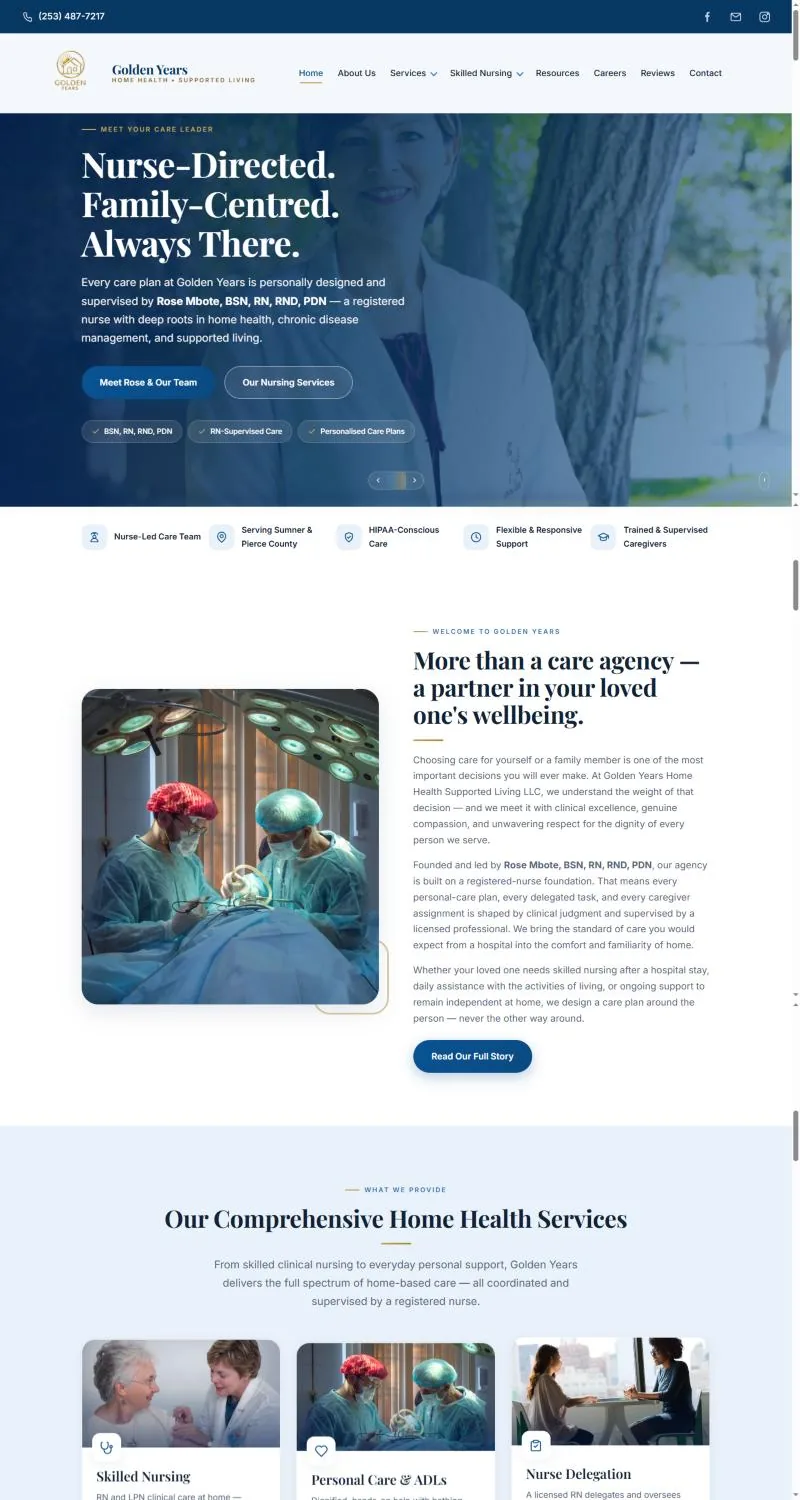 (253) 487-7217
GOLDEN
YEARS
Golden Years
HOME HEALTH • SUPPORTED LIVING
Home About Us Services Skilled Nursing Resources Careers Reviews Contact
MEET YOUR CARE LEADER
Nurse-Directed.
Family-Centred.
Always There.
Every care plan at Golden Years is personally designed and
supervised by Rose Mbote, BSN, RN, RND, PDN — a registered
nurse with deep roots in home health, chronic disease
management, and supported living.
Meet Rose & Our Team Our Nursing Services
BSN, RN, RND, PDN RN-Supervised Care Personalised Care Plans
Nurse-Led Care Team
Serving Sumner &
Pierce County
HIPAA-Conscious
Care
Flexible & Responsive
Support
Trained & Supervised
Caregivers
WELCOME TO GOLDEN YEARS
More than a care agency —
a partner in your loved
one's wellbeing.
Choosing care for yourself or a family member is one of the most
important decisions you will ever make. At Golden Years Home
Health Supported Living LLC, we understand the weight of that
decision — and we meet it with clinical excellence, genuine
compassion, and unwavering respect for the dignity of every
person we serve.
Founded and led by Rose Mbote, BSN, RN, RND, PDN, our agency
is built on a registered-nurse foundation. That means every
personal-care plan, every delegated task, and every caregiver
assignment is shaped by clinical judgment and supervised by a
licensed professional. We bring the standard of care you would
expect from a hospital into the comfort and familiarity of home.
Whether your loved one needs skilled nursing after a hospital stay,
daily assistance with the activities of living, or ongoing support to
remain independent at home, we design a care plan around the
person — never the other way around.
Read Our Full Story
WHAT WE PROVIDE
Our Comprehensive Home Health Services
From skilled clinical nursing to everyday personal support, Golden Years
delivers the full spectrum of home-based care — all coordinated and
supervised by a registered nurse.
Skilled Nursing
RN and LPN clinical care at home —
Personal Care & ADLs
Dignified, hands-on help with bathing,
Nurse Delegation
A licensed RN delegates and oversees